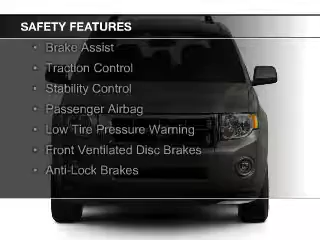 SAFETY FEATURES
• Brake Assist
• Traction Control
• Stability Control
• Passenger Airbag
• Low Tire Pressure Warning
• Front Ventilated Disc Brakes
• Anti-Lock Brakes